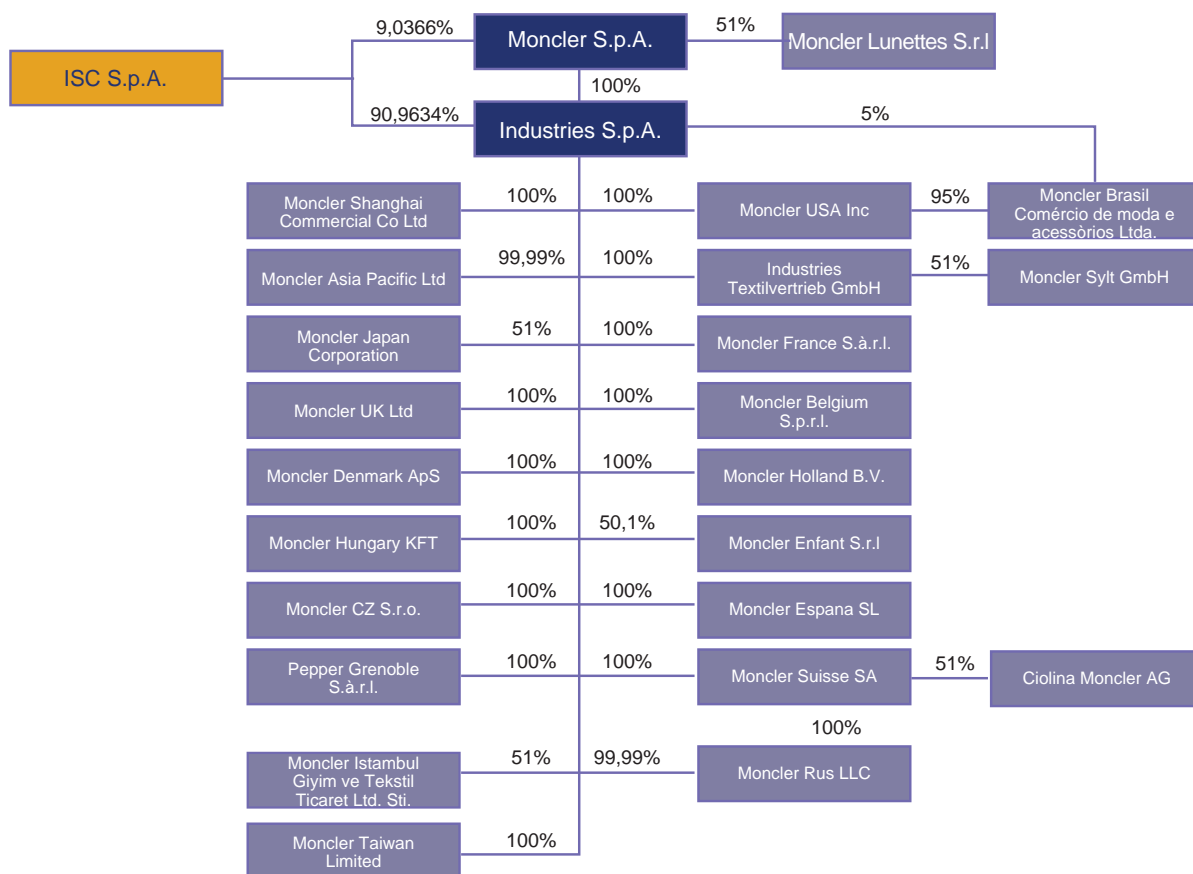 9,0366%
Moncler S.p.A.
51%
Moncler Lunettes S.r.l
ISC S.p.A.
100%
90,9634%
Industries S.p.A.
5%
Moncler Shanghai
Commercial Co Ltd
100%
100%
Moncler USA Inc
95%
Moncler Brasil
Comércio de moda e
acessòrios Ltda.
Moncler Asia Pacific Ltd
99,99%
100%
Industries
Textilvertrieb GmbH
51%
Moncler Sylt GmbH
Moncler Japan
Corporation
51%
100%
Moncler France S.à.r.l.
Moncler UK Ltd
100%
100%
Moncler Belgium
S.p.r.l.
Moncler Denmark ApS
100%
100%
Moncler Holland B.V.
Moncler Hungary KFT
100%
50,1%
Moncler Enfant S.r.l
Moncler CZ S.r.o.
100%
100%
Moncler Espana SL
Pepper Grenoble
S.à.r.l.
100%
100%
Moncler Suisse SA
51%
Ciolina Moncler AG
100%
Moncler Istambul
Giyim ve Tekstil
Ticaret Ltd. Sti.
51%
99,99%
Moncler Rus LLC
Moncler Taiwan
Limited
100%